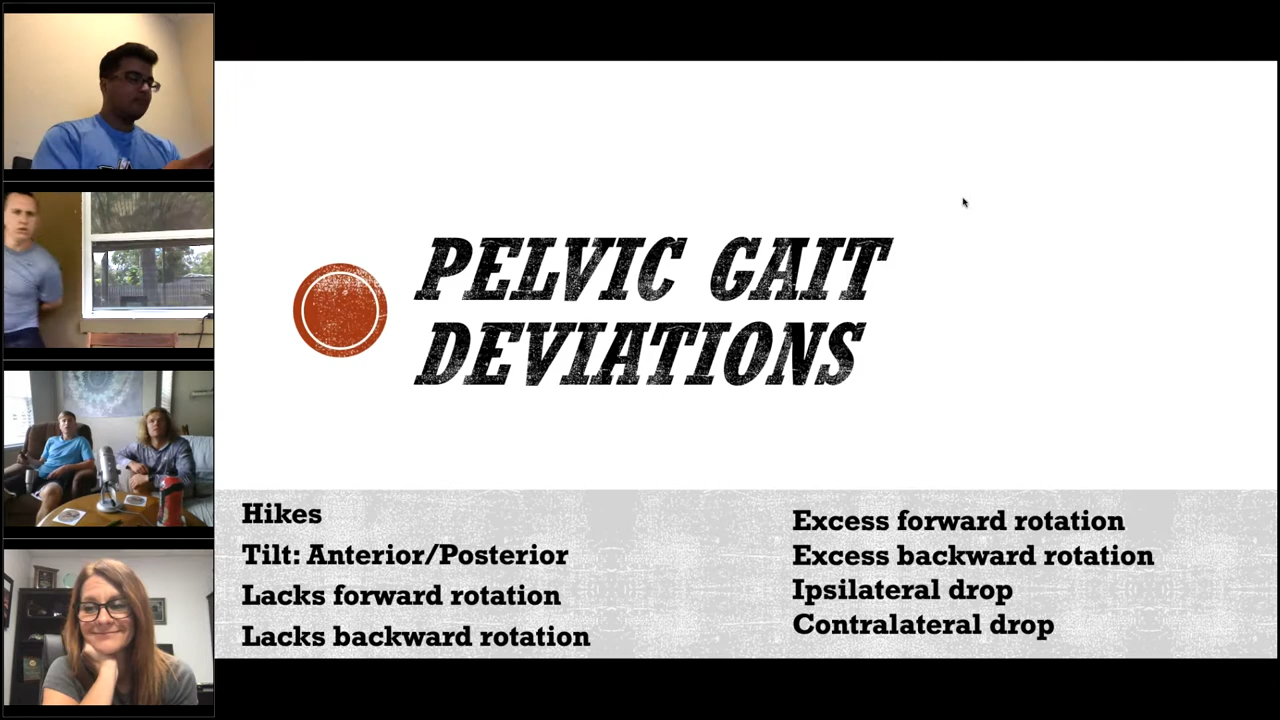 PELVIC GAIT
DEVIATIONS
Hikes
Tilt: Anterior/Posterior
Lacks forward rotation
Lacks backward rotation
Excess forward rotation
Excess backward rotation
Ipsilateral drop
Contralateral drop